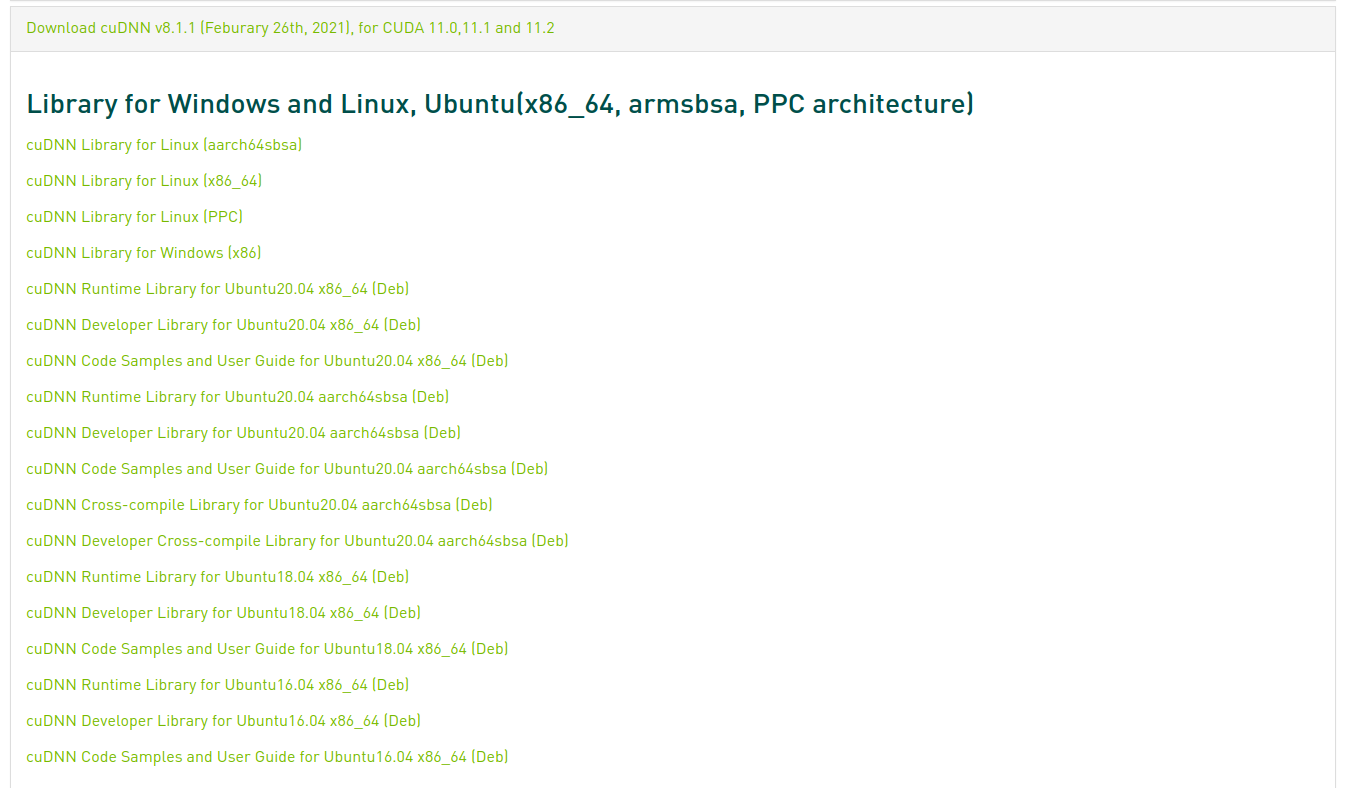 Download cuDNN v8.1.1 (Feburary 26th, 2021), for CUDA 11.0,11.1 and 11.2
Library for Windows and Linux, Ubuntu(x86_64, armsbsa, PPC architecture)
cuDNN Library for Linux (aarch64sbsa)
cuDNN Library for Linux (x86_64)
cuDNN Library for Linux (PPC)
cuDNN Library for Windows (x86)
cuDNN Runtime Library for Ubuntu20.04 x86_64 (Deb)
cuDNN Developer Library for Ubuntu20.04 x86_64 (Deb)
cuDNN Code Samples and User Guide for Ubuntu20.04 x86_64 (Deb)
cuDNN Runtime Library for Ubuntu20.04 aarch64sbsa (Deb)
cuDNN Developer Library for Ubuntu20.04 aarch64sbsa (Deb)
cuDNN Code Samples and User Guide for Ubuntu20.04 aarch64sbsa (Deb)
cuDNN Cross-compile Library for Ubuntu20.04 aarch64sbsa (Deb)
cuDNN Developer Cross-compile Library for Ubuntu20.04 aarch64sbsa (Deb)
cuDNN Runtime Library for Ubuntu18.04 x86_64 (Deb)
cuDNN Developer Library for Ubuntu18.04 x86_64 (Deb)
cuDNN Code Samples and User Guide for Ubuntu18.04 x86_64 (Deb)
cuDNN Runtime Library for Ubuntu16.04 x86_64 (Deb)
cuDNN Developer Library for Ubuntu16.04 x86_64 (Deb)
cuDNN Code Samples and User Guide for Ubuntu16.04 x86_64 (Deb)